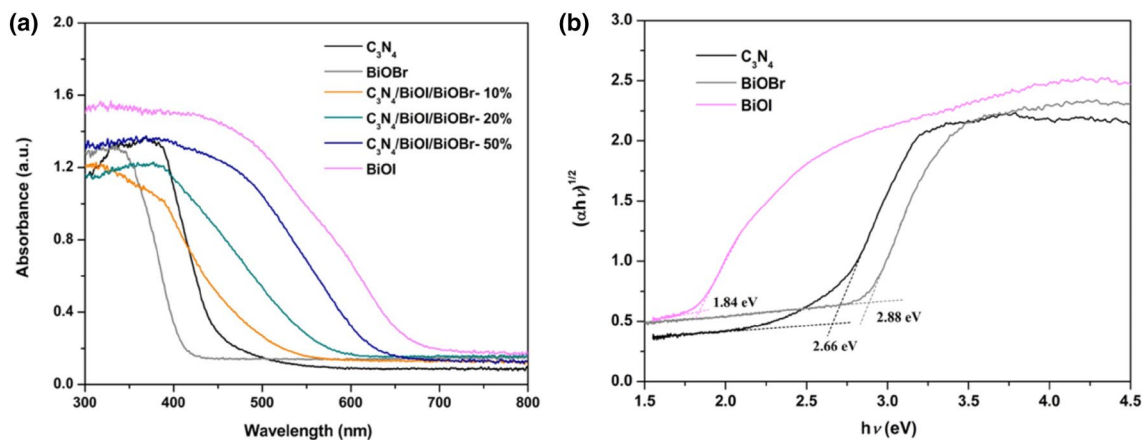 (a)
2.0
1.6
1.2
0.8
0.4
0.0
Absorbance (a.u.)
C₃N₄
BiOBr
C₃N₄/BiOI/BiOBr- 10%
C₃N₄/BiOI/BiOBr- 20%
C₃N₄/BiOI/BiOBr- 50%
BiOI
300 400 500 600 700 800
Wavelength (nm)
(b)
3.0
2.5
2.0
1.5
1.0
0.5
0.0
(αhν)^1/2
C₃N₄
BiOBr
BiOI
1.84 eV
2.66 eV
2.88 eV
1.5 2.0 2.5 3.0 3.5 4.0 4.5
hν (eV)